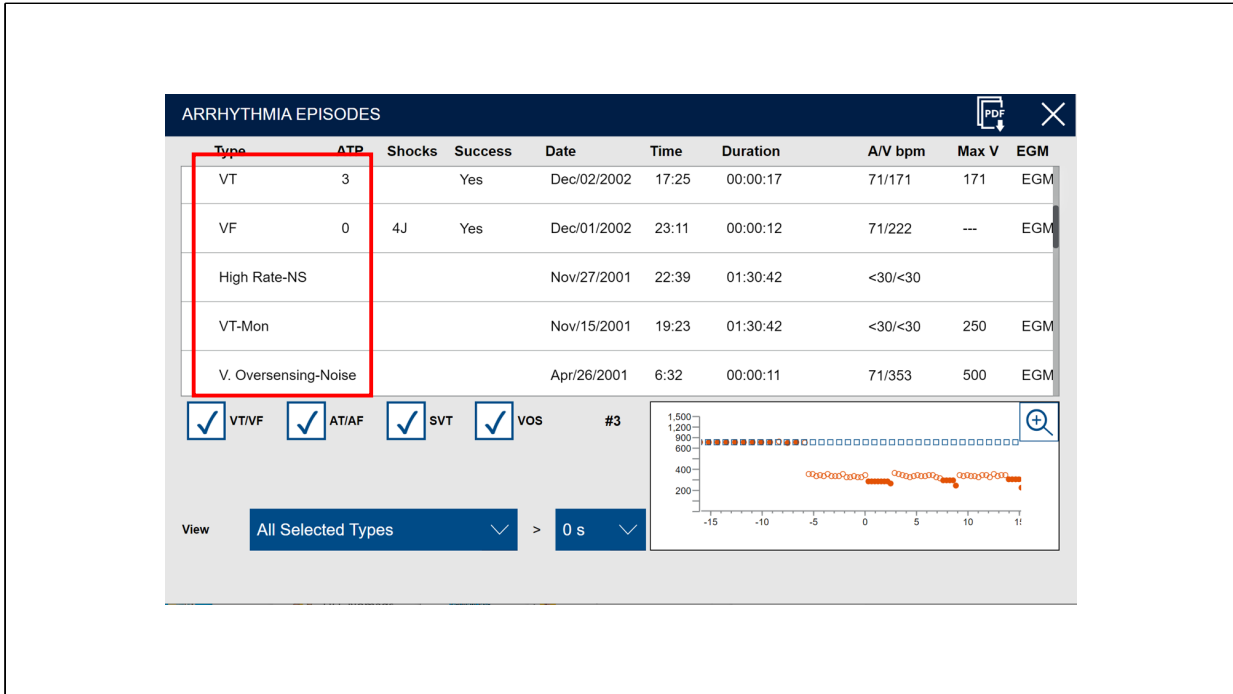 ARRHYTHMIA EPISODES PDF
Type ATP Shocks Success Date Time Duration A/V bpm Max V EGM
VT 3 Yes Dec/02/2002 17:25 00:00:17 71/171 171 EGM
VF 0 4J Yes Dec/01/2002 23:11 00:00:12 71/222 --- EGM
High Rate-NS Nov/27/2001 22:39 01:30:42 <30/<30
VT-Mon Nov/15/2001 19:23 01:30:42 <30/<30 250 EGM
V. Oversensing-Noise Apr/26/2001 6:32 00:00:11 71/353 500 EGM
VT/VF AT/AF SVT VOS #3
1,500
1,200
900
600
400
200
-15 -10 -5 0 5 10
View All Selected Types > 0 s